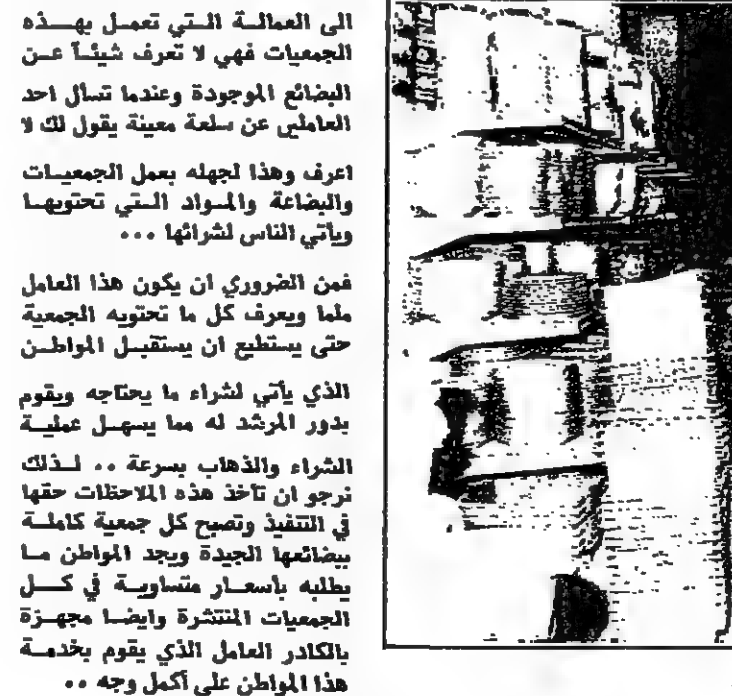 الى العمالة التي تعمل بهذه
الجمعيات فهي لا تعرف شيئاً عن
البضائع الموجودة وعندما تسأل احد
العاملين عن سلعة معينة يقول لك لا
اعرف وهذا لجهله بعمل الجمعيات
والبضاعة والمواد التي تحتويها
ويأتي الناس لشرائها ...
فمن الضروري ان يكون هذا العامل
ملما ويعرف كل ما تحتويه الجمعية
حتى يستطيع ان يستقبل المواطن
الذي يأتي لشراء ما يحتاجه ويقوم
بدور المرشد له مما يسهل عملية
الشراء والذهاب بسرعة .. لذلك
نرجو ان تأخذ هذه الملاحظات حقها
في التنفيذ وتصبح كل جمعية كاملة
ببضائعها الجيدة ويجد المواطن ما
يطلبه بأسعار متساوية في كل
الجمعيات المنتشرة وايضا مجهزة
بالكادر العامل الذي يقوم بخدمة
هذا المواطن على أكمل وجه ..